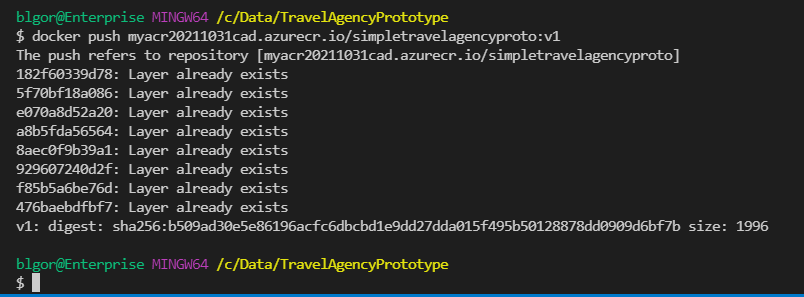 blgor@Enterprise MINGW64 /c/Data/TravelAgencyPrototype
$ docker push myacr20211031cad.azurecr.io/simpletravelagencyproto:v1
The push refers to repository [myacr20211031cad.azurecr.io/simpletravelagencyproto]
182f60339d78: Layer already exists
5f70bf18a086: Layer already exists
e070a8d52a20: Layer already exists
a8b5fda56564: Layer already exists
8aec0f9b39a1: Layer already exists
929607240d2f: Layer already exists
f85b5a6be76d: Layer already exists
476baebdfbf7: Layer already exists
v1: digest: sha256:b509ad30e5e86196acfc6dbcbd1e9dd27dda015f495b50128878dd0909d6bf7b size: 1996
blgor@Enterprise MINGW64 /c/Data/TravelAgencyPrototype
$